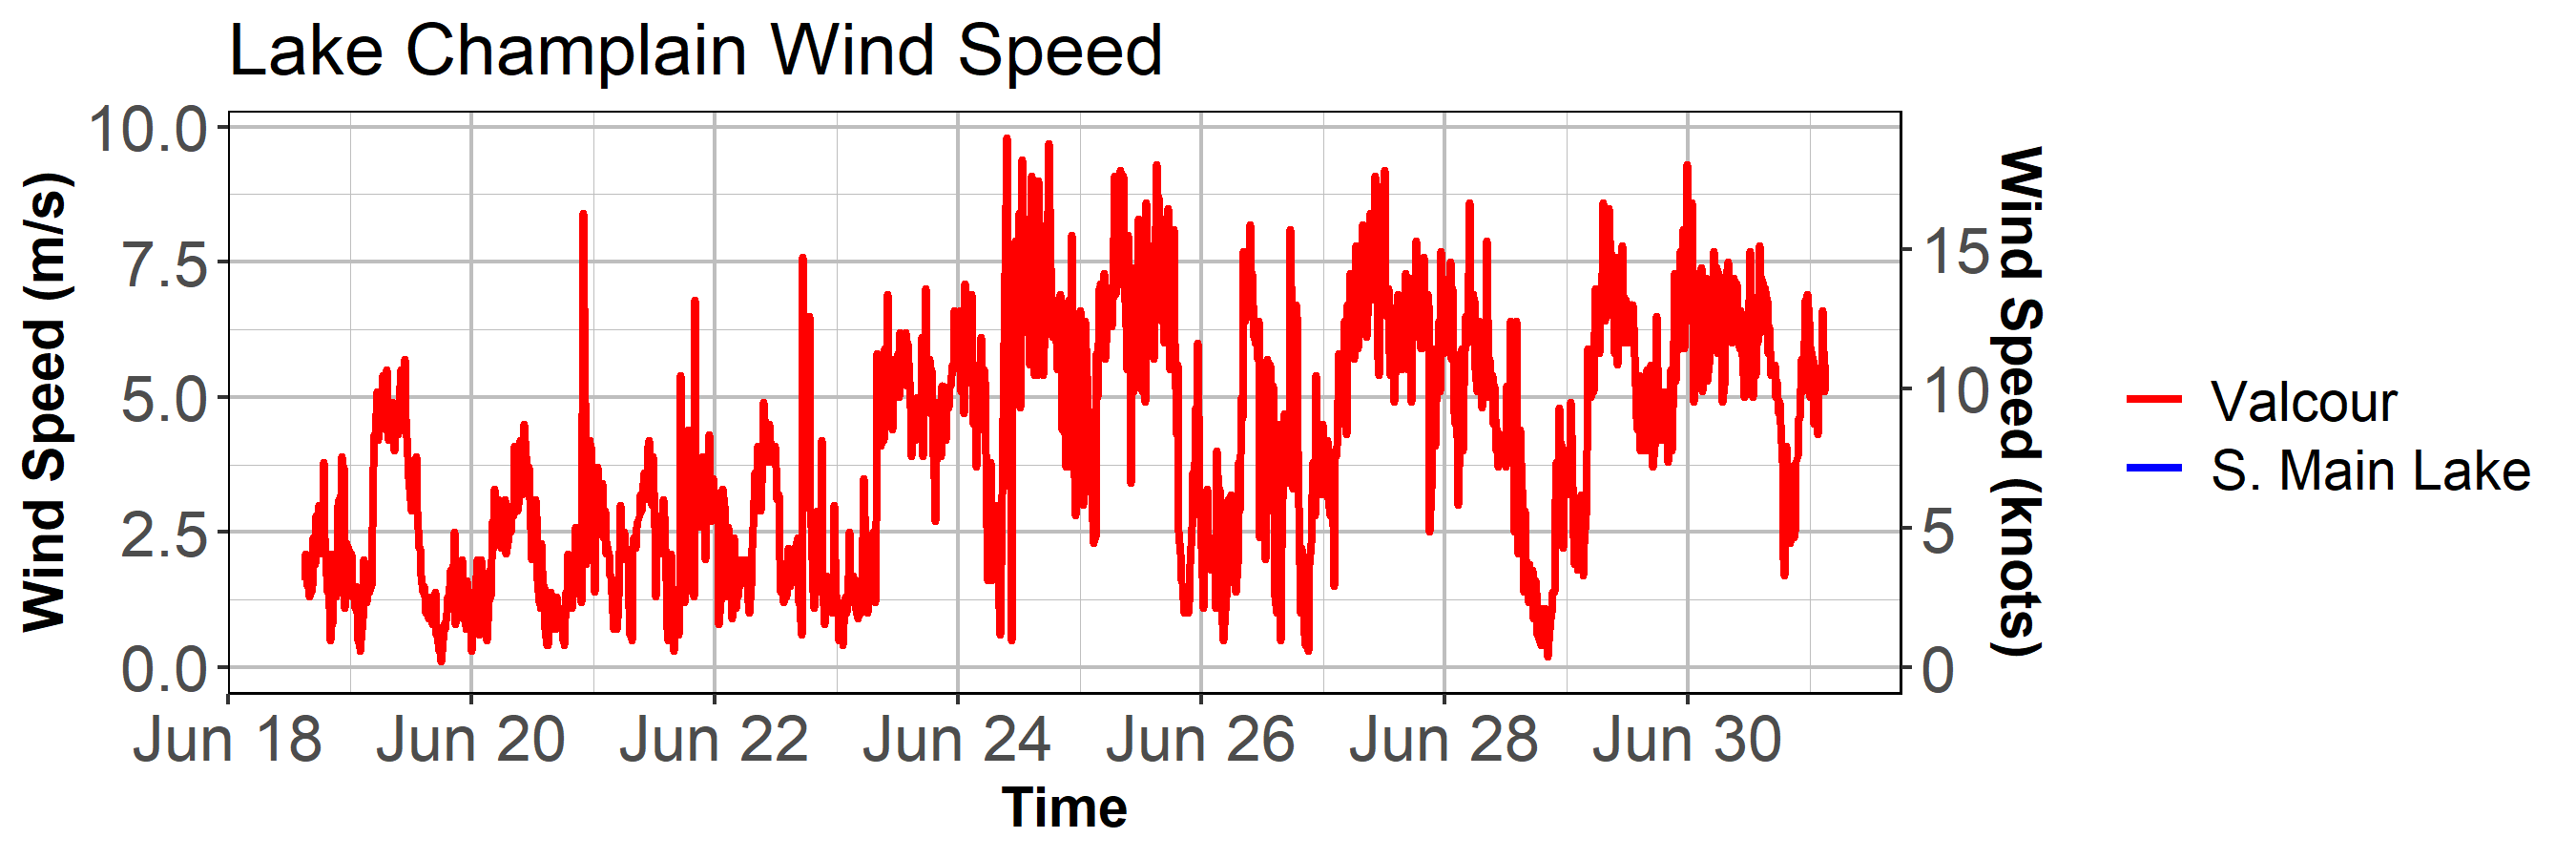 Lake Champlain Wind Speed
10.0
7.5
5.0
2.5
0.0
Wind Speed (m/s)
15
10
5
0
Wind Speed (knots)
Jun 18 Jun 20 Jun 22 Jun 24 Jun 26 Jun 28 Jun 30
Time
Valcour
S. Main Lake